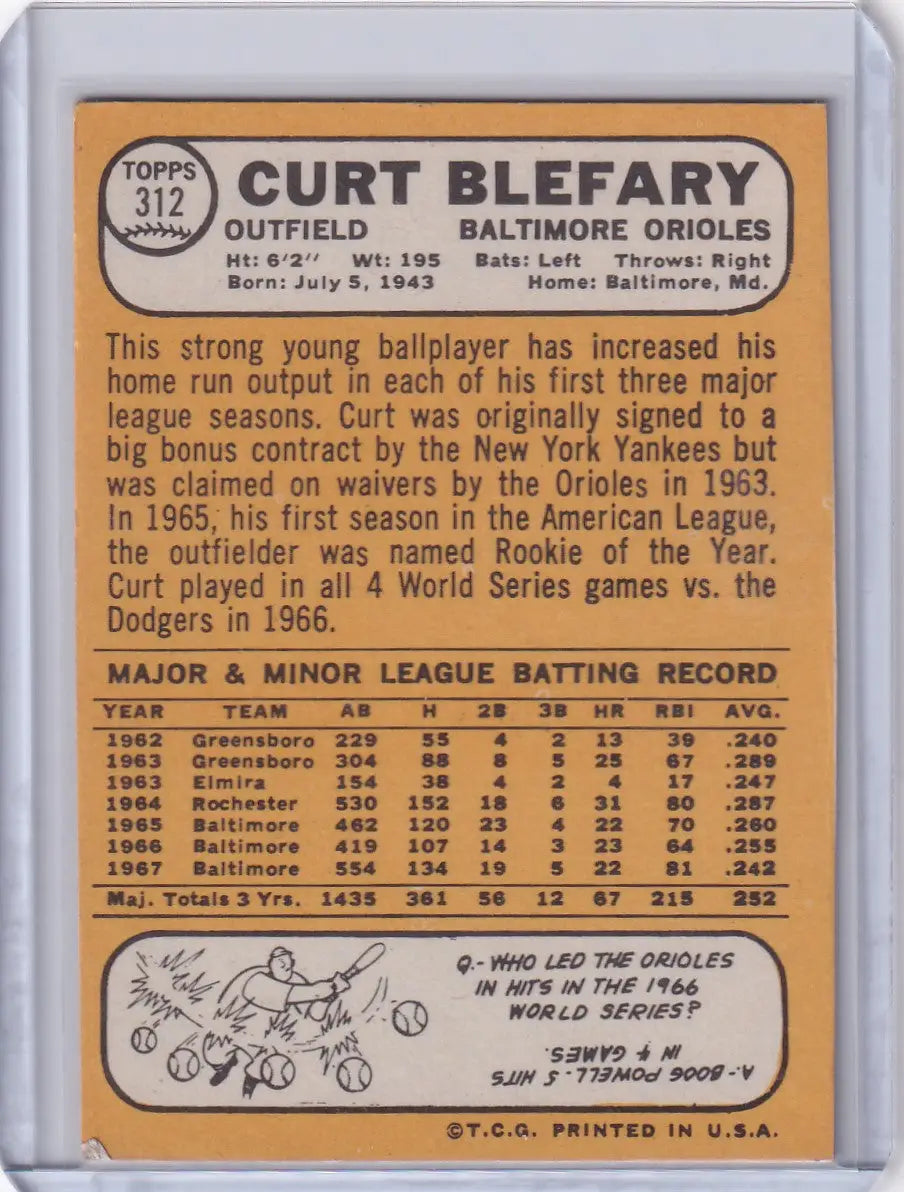 TOPPS
312
CURT BLEFARY
OUTFIELD BALTIMORE ORIOLES
Ht: 6'2" Wt: 195 Bats: Left Throws: Right
Born: July 5, 1943 Home: Baltimore, Md.
This strong young ballplayer has increased his
home run output in each of his first three major
league seasons. Curt was originally signed to a
big bonus contract by the New York Yankees but
was claimed on waivers by the Orioles in 1963.
In 1965, his first season in the American League,
the outfielder was named Rookie of the Year.
Curt played in all 4 World Series games vs. the
Dodgers in 1966.
MAJOR & MINOR LEAGUE BATTING RECORD
YEAR TEAM AB H 2B 3B HR RBI AVG.
1962 Greensboro 229 55 4 2 13 39 .240
1963 Greensboro 304 88 8 5 25 67 .289
1963 Elmira 154 38 4 2 4 17 .247
1964 Rochester 530 152 18 6 31 80 .287
1965 Baltimore 462 120 23 4 22 70 .260
1966 Baltimore 419 107 14 3 23 64 .255
1967 Baltimore 554 134 19 5 22 81 .242
Maj. Totals 3 Yrs. 1435 361 56 12 67 215 252
Q.- WHO LED THE ORIOLES
IN HITS IN THE 1966
WORLD SERIES?
A.- BOOG POWELL - 5 HITS
IN 4 GAMES.
©T.C.G. PRINTED IN U.S.A.